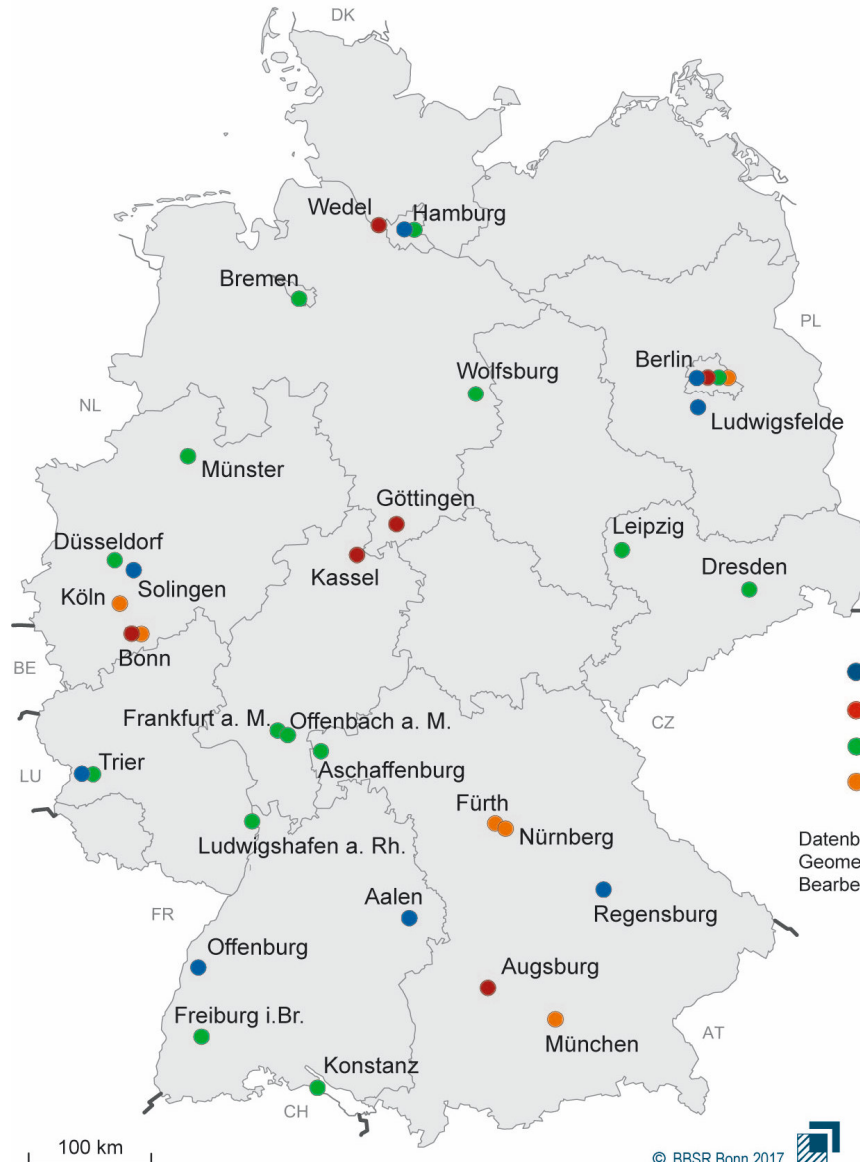 DK
Wedel
Hamburg
Bremen
PL
Berlin
Wolfsburg
NL
Ludwigsfelde
Münster
Göttingen
Leipzig
Düsseldorf
Kassel
Dresden
Solingen
Köln
Bonn
BE
Frankfurt a. M.
Offenbach a. M.
CZ
Trier
Aschaffenburg
LU
Fürth
Nürnberg
Ludwigshafen a. Rh.
Datenb
Geome
Bearbe
Aalen
FR
Regensburg
Offenburg
Augsburg
Freiburg i.Br.
AT
München
Konstanz
CH
100 km
© BBSR Bonn 2017